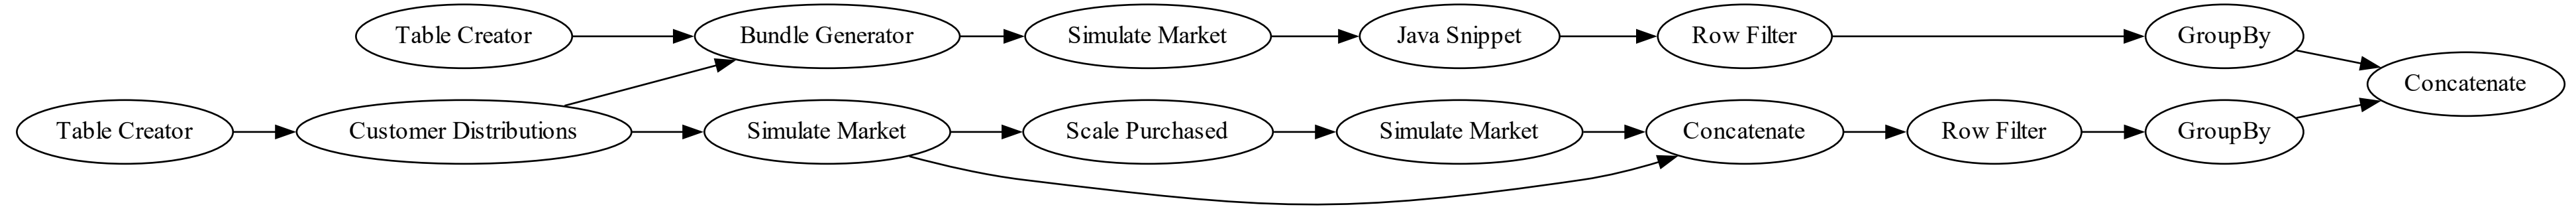 Table Creator
Bundle Generator
Simulate Market
Java Snippet
Row Filter
GroupBy
Concatenate
Table Creator
Customer Distributions
Simulate Market
Scale Purchased
Simulate Market
Concatenate
Row Filter
GroupBy